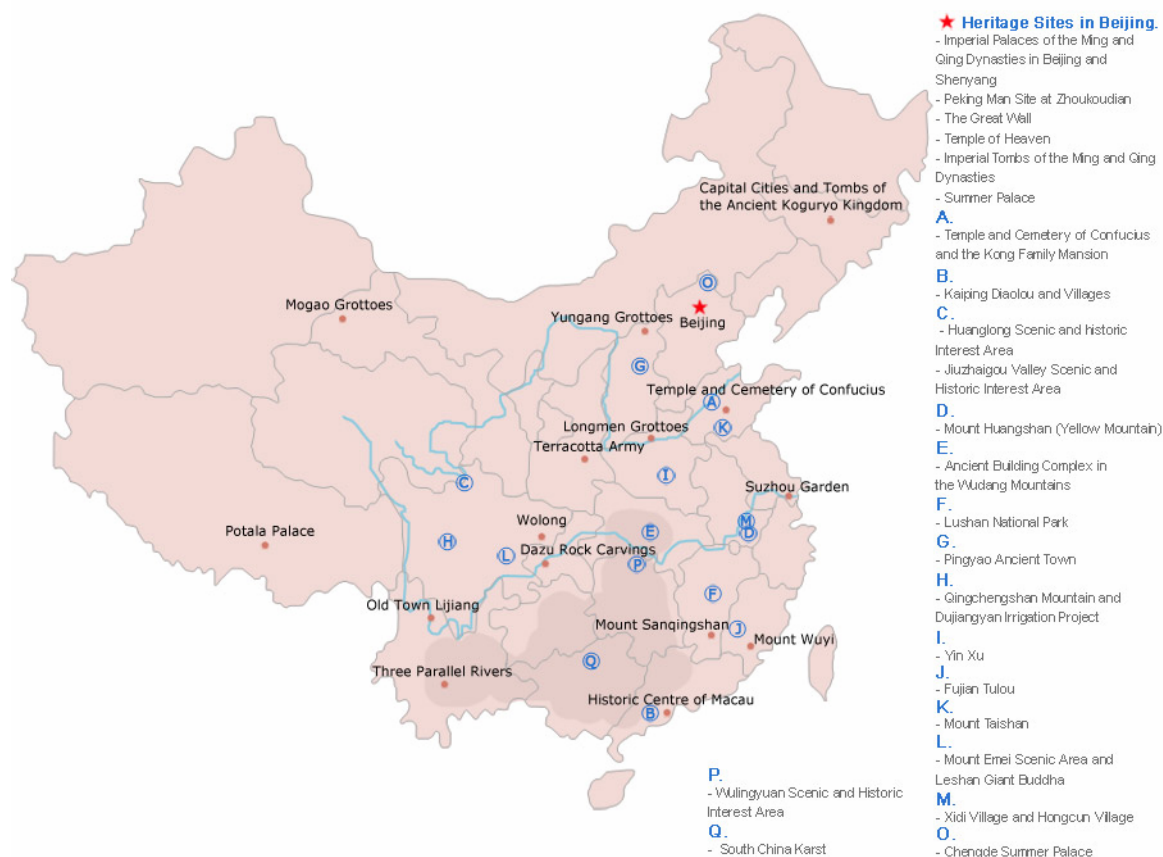 Capital Cities and Tombs of
the Ancient Koguryo Kingdom
Mogao Grottoes
O
Yungang Grottoes
Beijing
G
Temple and Cemetery of Confucius
A
K
Longmen Grottoes
Terracotta Army
I
C
Suzhou Garden
Wolong
M
E
D
Potala Palace
H
L
Dazu Rock Carvings
P
F
Old Town Lijiang
Mount Sanqingshan
J
Mount Wuyi
Q
Three Parallel Rivers
Historic Centre of Macau
B
P.
- Wulingyuan Scenic and Historic
Interest Area
Q.
- South China Karst
Heritage Sites in Beijing.
- Imperial Palaces of the Ming and
Qing Dynasties in Beijing and
Shenyang
- Peking Man Site at Zhoukoudian
- The Great Wall
- Temple of Heaven
- Imperial Tombs of the Ming and Qing
Dynasties
- Summer Palace
A.
- Temple and Cemetery of Confucius
and the Kong Family Mansion
B.
- Kaiping Diaolou and Villages
C.
- Huanglong Scenic and historic
Interest Area
- Jiuzhaigou Valley Scenic and
Historic Interest Area
D.
- Mount Huangshan (Yellow Mountain)
E.
- Ancient Building Complex in
the Wudang Mountains
F.
- Lushan National Park
G.
- Pingyao Ancient Town
H.
- Qingchengshan Mountain and
Dujiangyan Irrigation Project
I.
- Yin Xu
J.
- Fujian Tulou
K.
- Mount Taishan
L.
- Mount Emei Scenic Area and
Leshan Giant Buddha
M.
- Xidi Village and Hongcun Village
O.
- Chengde Summer Palace